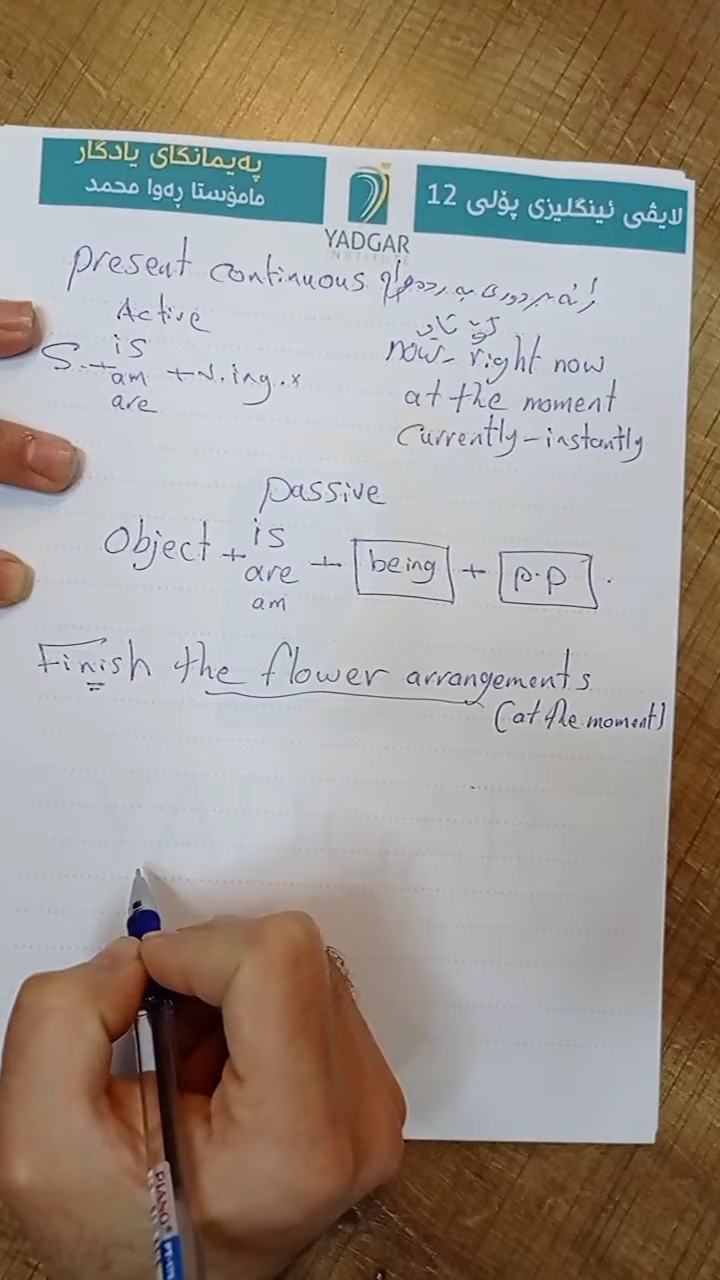 پەیمانگای یادگار
مامۆستا ڕەوا محمد
YADGAR
INSTITUTE
لایڤی ئینگلیزی پۆلی 12
present continuous
Active
S + is am are + v.ing.x
now - right now
at the moment
currently - instantly
passive
Object + is are am + being + p.p .
Finish the flower arrangements
(at the moment)
PIANO